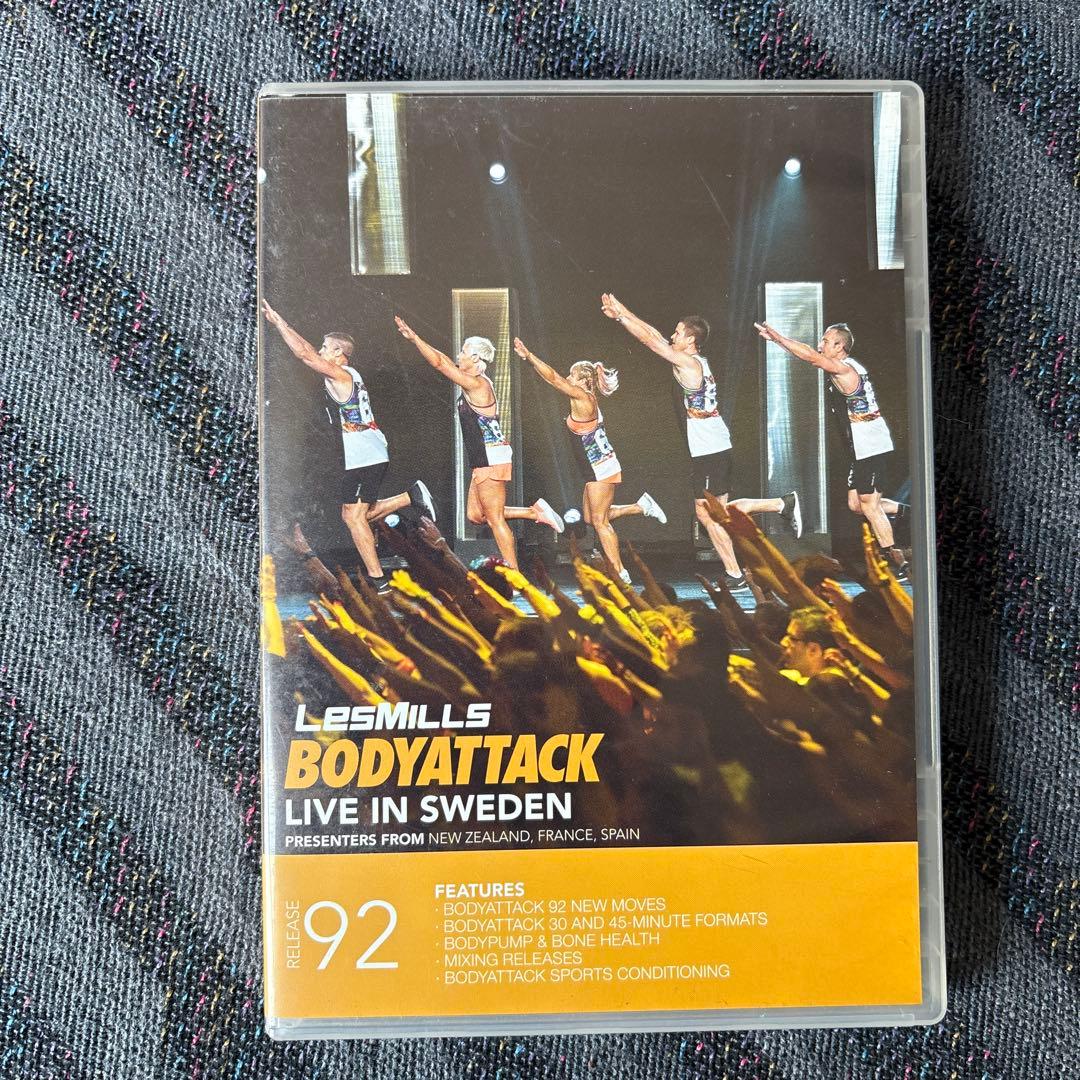 LesMILLS
BODYATTACK
LIVE IN SWEDEN
PRESENTERS FROM NEW ZEALAND, FRANCE, SPAIN
RELEASE 92
FEATURES
· BODYATTACK 92 NEW MOVES
· BODYATTACK 30 AND 45-MINUTE FORMATS
· BODYPUMP & BONE HEALTH
· MIXING RELEASES
· BODYATTACK SPORTS CONDITIONING